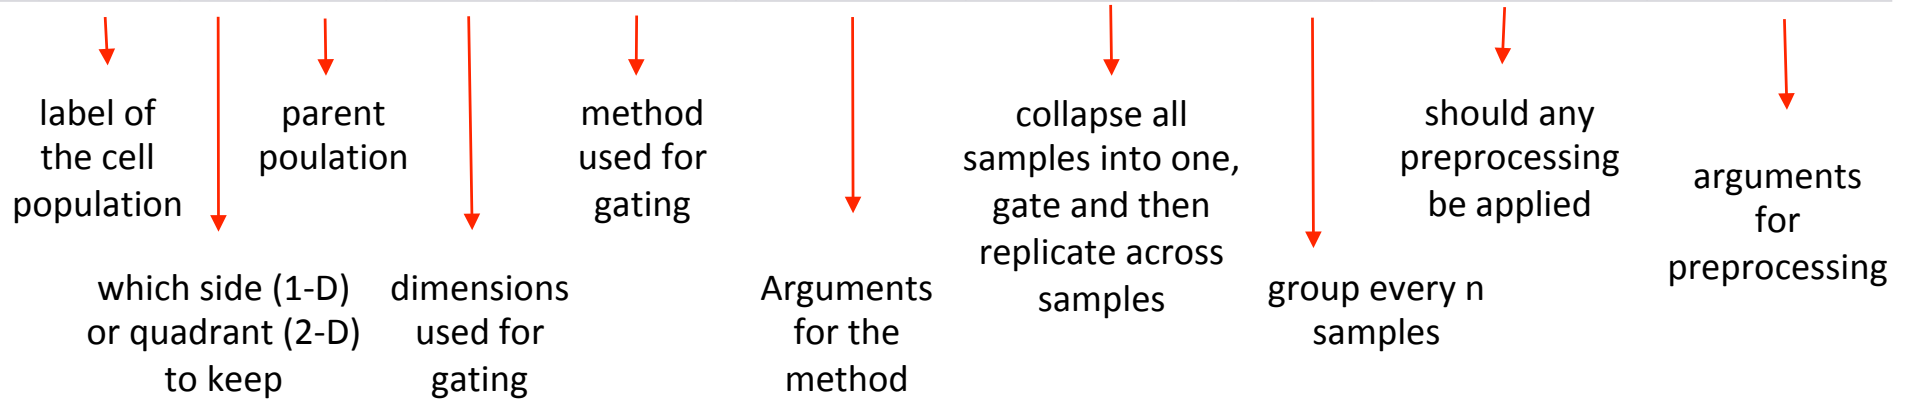 label of
the cell
population
which side (1-D)
or quadrant (2-D)
to keep
parent
poulation
dimensions
used for
gating
method
used for
gating
Arguments
for the
method
collapse all
samples into one,
gate and then
replicate across
samples
group every n
samples
should any
preprocessing
be applied
arguments
for
preprocessing